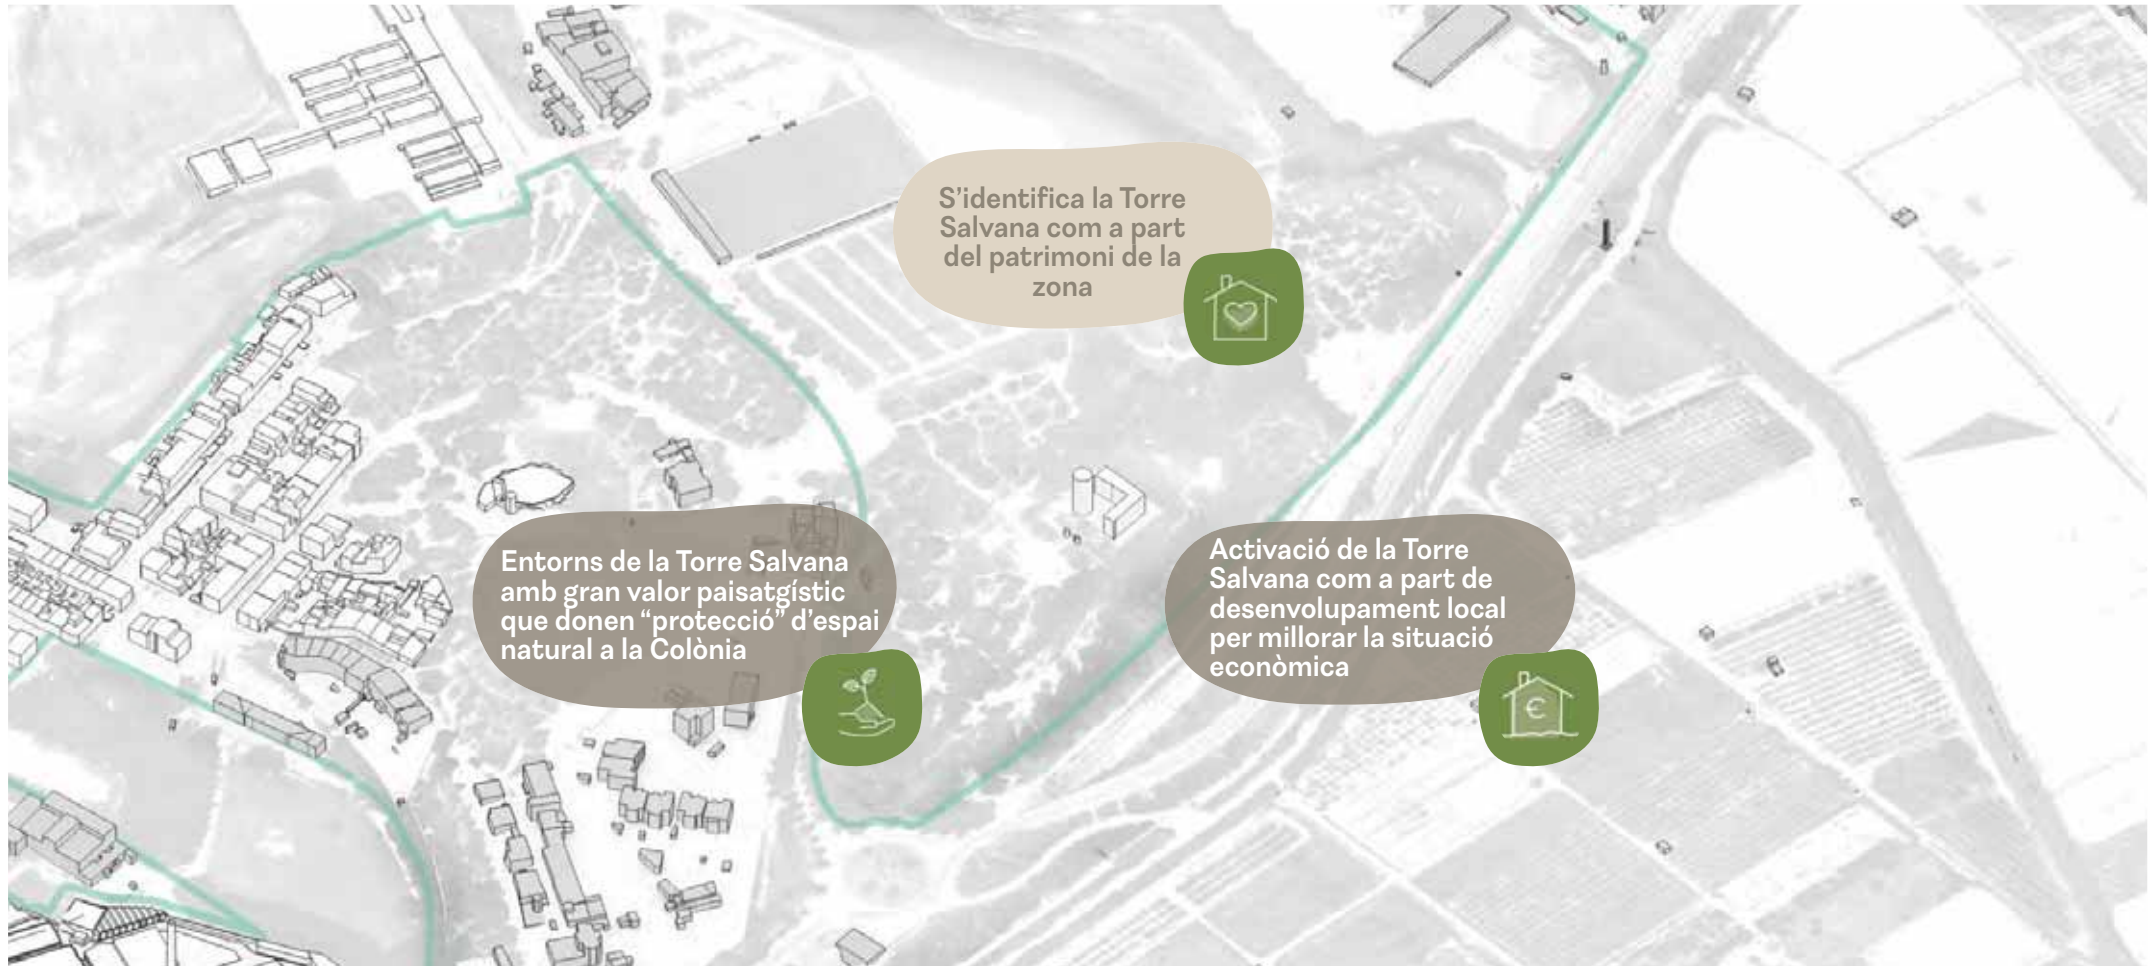 S’identifica la Torre
Salvana com a part
del patrimoni de la
zona
Entorns de la Torre Salvana
amb gran valor paisatgístic
que donen “protecció” d’espai
natural a la Colònia
Activació de la Torre
Salvana com a part de
desenvolupament local
per millorar la situació
econòmica
€